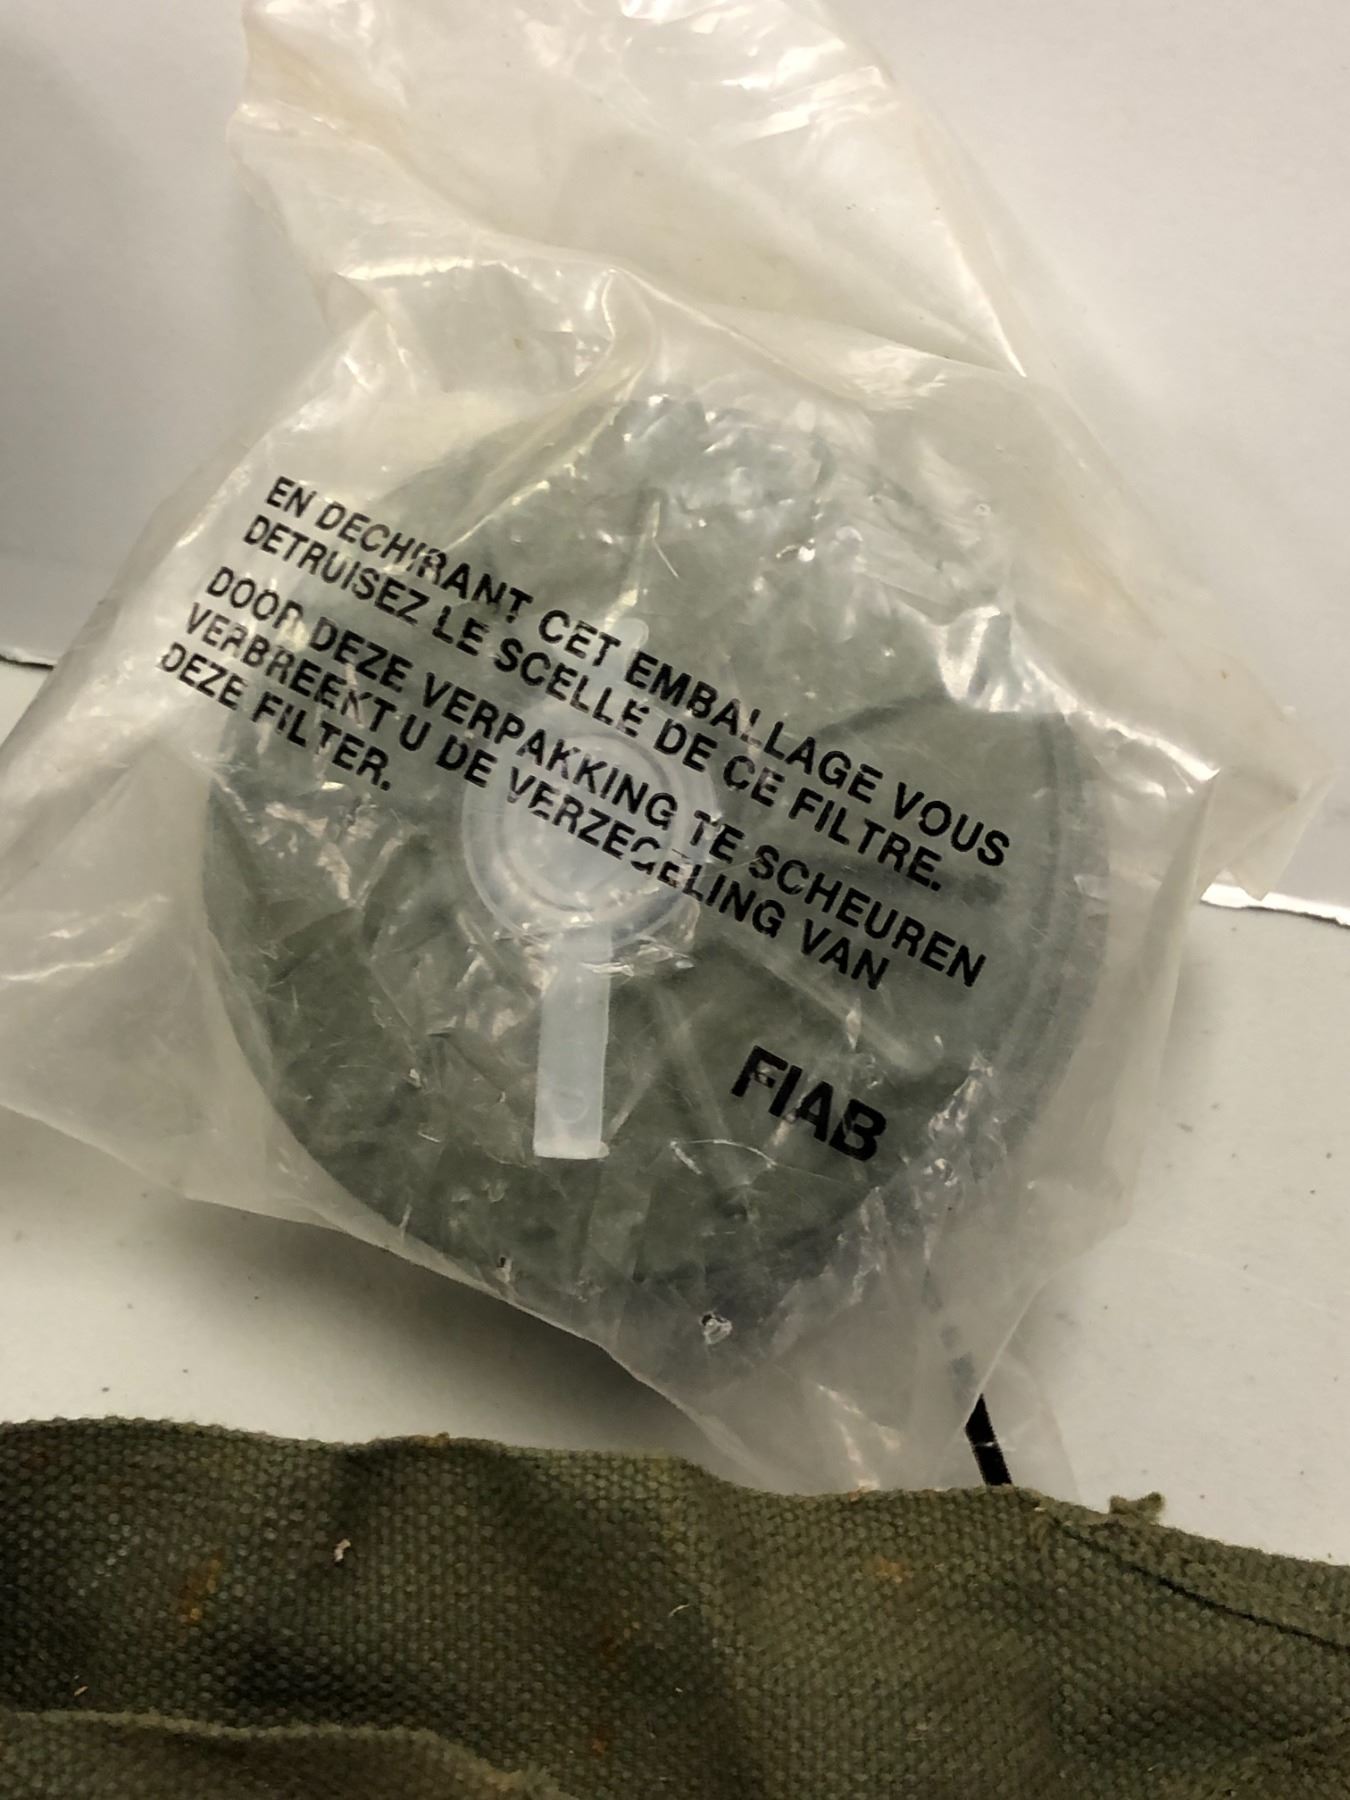 EN DECHIRANT CET EMBALLAGE VOUS
DETRUISEZ LE SCELLE DE CE FILTRE.
DOOR DEZE VERPAKKING TE SCHEUREN
VERBREEKT U DE VERZEGELING VAN
DEZE FILTER.
FIAB